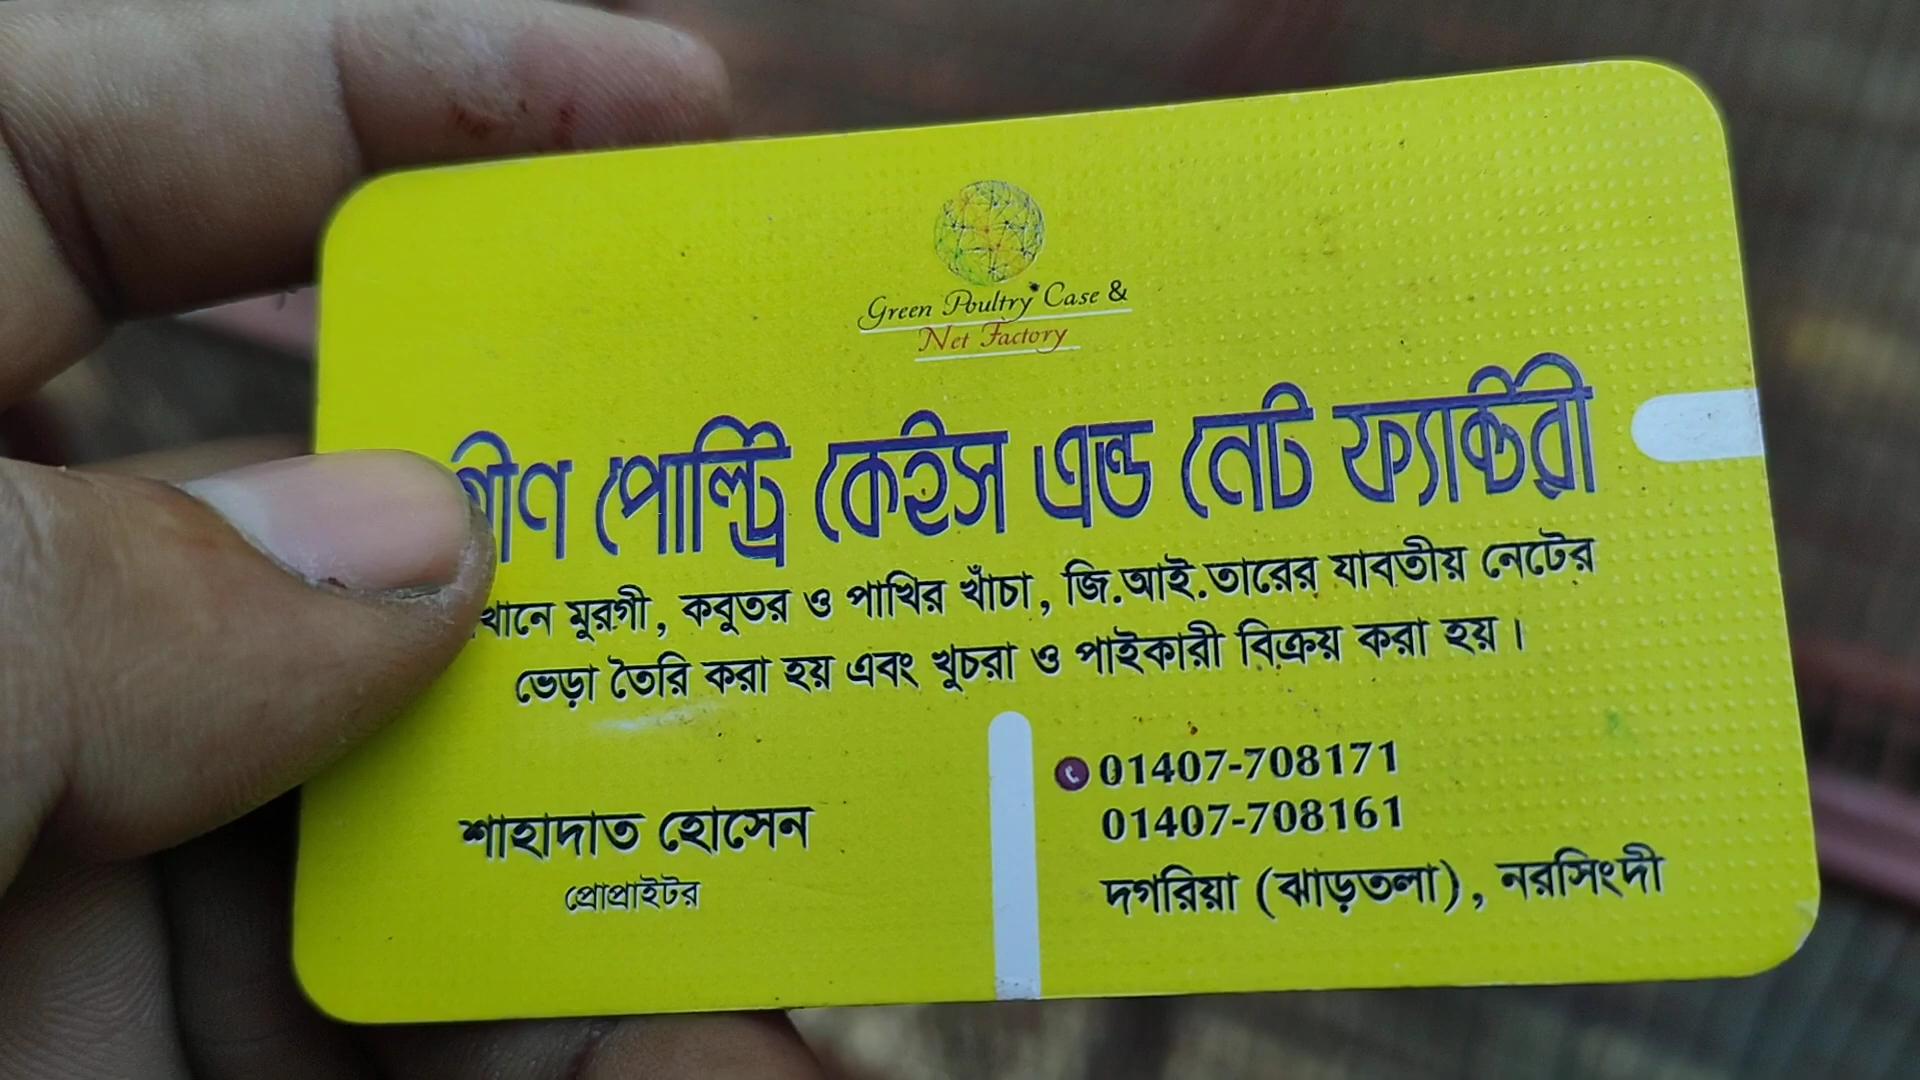 Green Poultry Case &
Net Factory
পোল্ট্রি কেইস এন্ড নেট ফ্যাক্টরী
মুরগী, কবুতর ও পাখির খাঁচা, জি.আই.তারের যাবতীয় নেটের
ভেড়া তৈরি করা হয় এবং খুচরা ও পাইকারী বিক্রয় করা হয়।
শাহাদাত হোসেন
প্রোপ্রাইটর
01407-708171
01407-708161
দগরিয়া (ঝাড়তলা), নরসিংদী